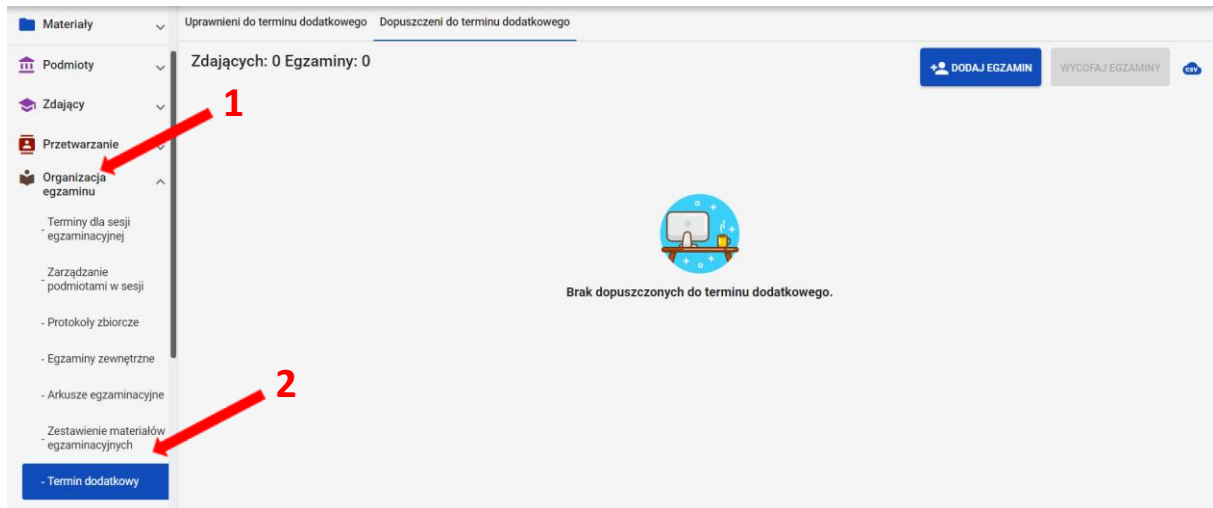 Materiały
Podmioty
Zdający
Przetwarzanie
Organizacja
egzaminu
- Terminy dla sesji
egzaminacyjnej
- Zarządzanie
podmiotami w sesji
- Protokoły zbiorcze
- Egzaminy zewnętrzne
- Arkusze egzaminacyjne
- Zestawienie materiałów
egzaminacyjnych
- Termin dodatkowy
1
2
Uprawnieni do terminu dodatkowego Dopuszczeni do terminu dodatkowego
Zdających: 0 Egzaminy: 0
DODAJ EGZAMIN
WYCOFAJ EGZAMINY
csv
Brak dopuszczonych do terminu dodatkowego.